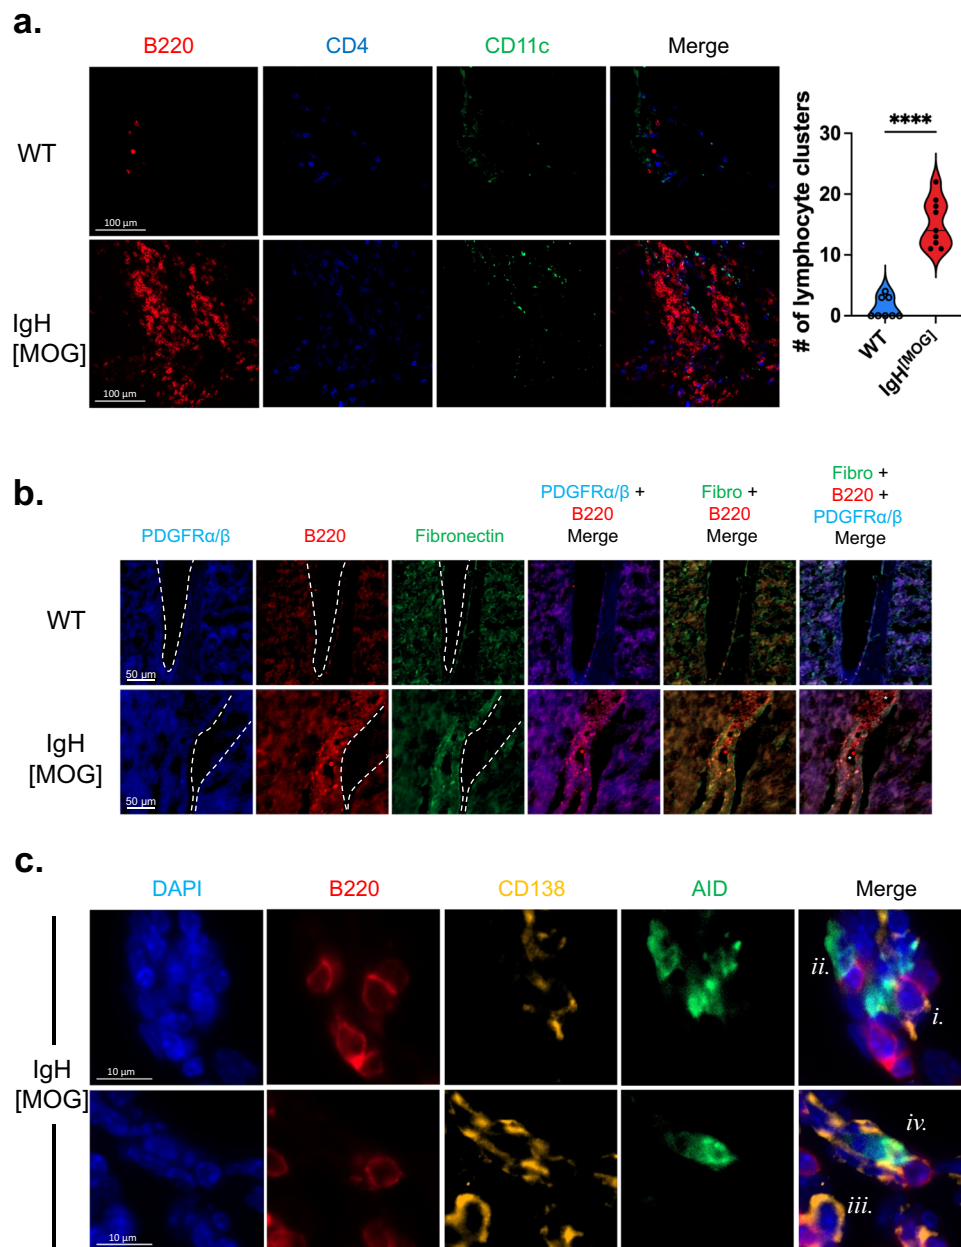 a.
B220 CD4 CD11c Merge
WT
100 µm
IgH
[MOG]
100 µm
# of lymphocyte clusters
****
30
20
10
0
WT
IgH[MOG]
b.
PDGFRα/β B220 Fibronectin
PDGFRα/β +
B220
Merge
Fibro +
B220
Merge
Fibro +
B220 +
PDGFRα/β
Merge
WT
50 µm
IgH
[MOG]
50 µm
c.
DAPI B220 CD138 AID Merge
ii.
i.
10 µm
IgH
[MOG]
iv.
iii.
10 µm